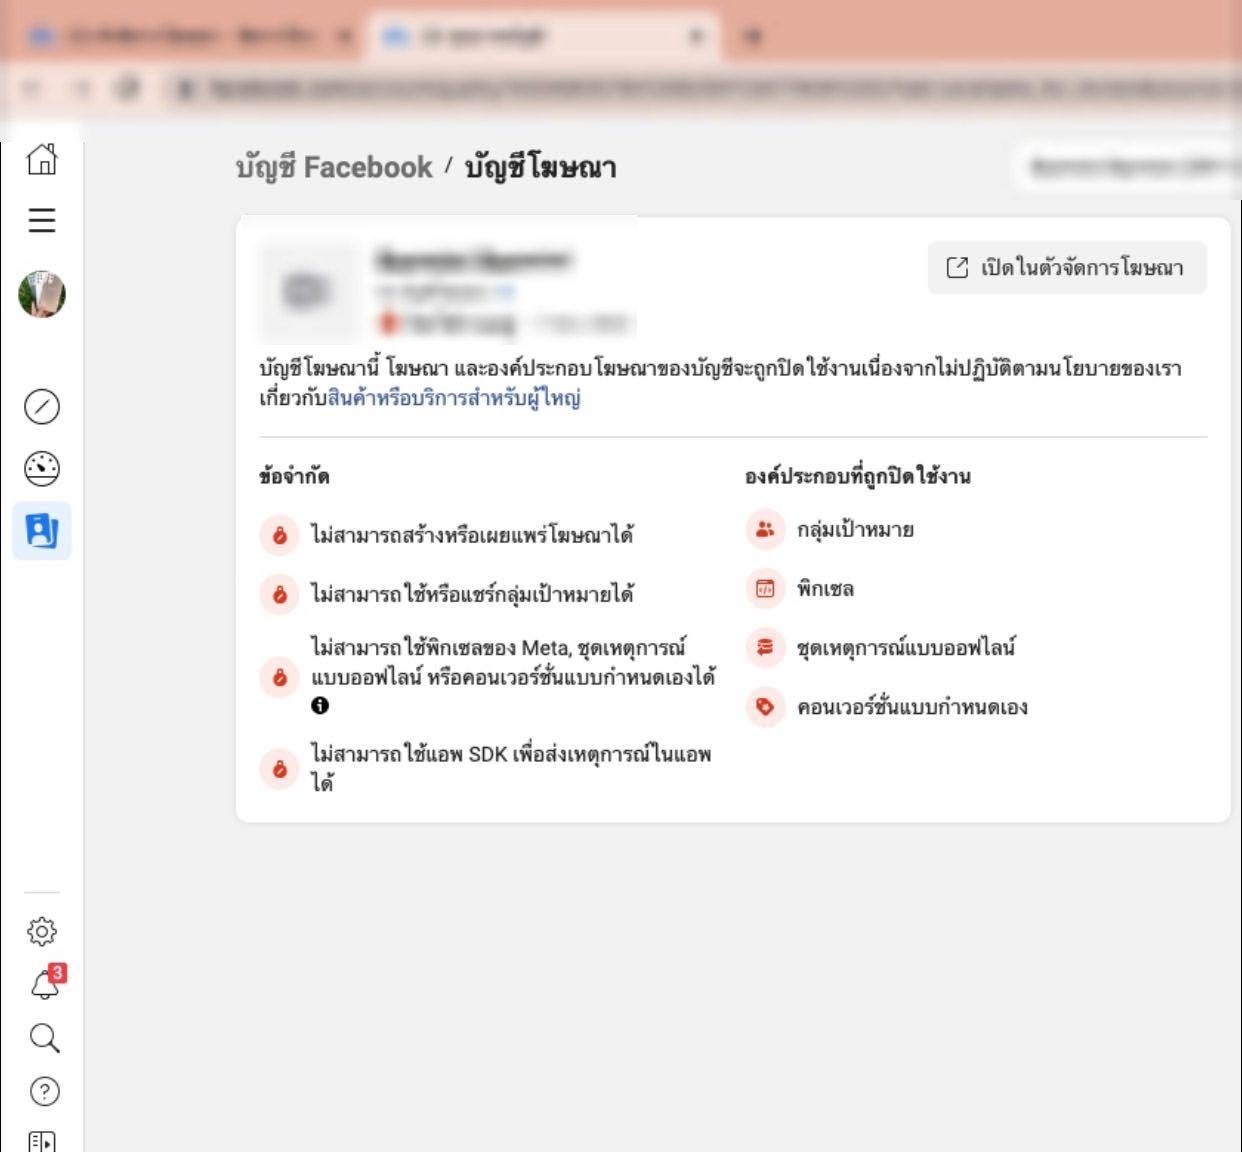 บัญชี Facebook / บัญชีโฆษณา
เปิดในตัวจัดการโฆษณา
บัญชีโฆษณานี้ โฆษณา และองค์ประกอบโฆษณาของบัญชีจะถูกปิดใช้งานเนื่องจากไม่ปฏิบัติตามนโยบายของเรา
เกี่ยวกับสินค้าหรือบริการสำหรับผู้ใหญ่
ข้อจำกัด
ไม่สามารถสร้างหรือเผยแพร่โฆษณาได้
ไม่สามารถใช้หรือแชร์กลุ่มเป้าหมายได้
ไม่สามารถใช้พิกเซลของ Meta, ชุดเหตุการณ์
แบบออฟไลน์ หรือคอนเวอร์ชั่นแบบกำหนดเองได้
ไม่สามารถใช้แอพ SDK เพื่อส่งเหตุการณ์ในแอพ
ได้
องค์ประกอบที่ถูกปิดใช้งาน
กลุ่มเป้าหมาย
พิกเซล
ชุดเหตุการณ์แบบออฟไลน์
คอนเวอร์ชั่นแบบกำหนดเอง
3